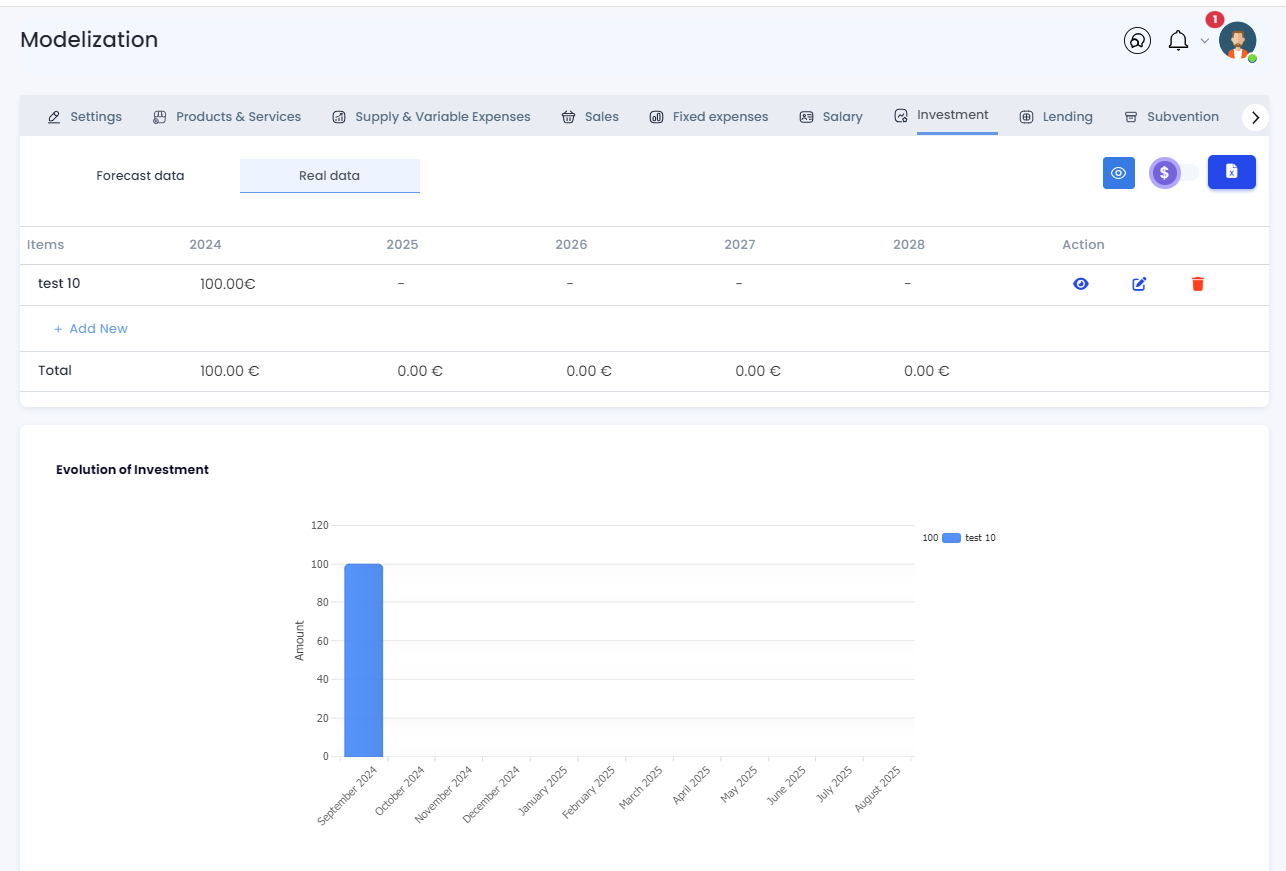 1
Modelization
Settings
Products & Services
Supply & Variable Expenses
Sales
Fixed expenses
Salary
Investment
Lending
Subvention
Forecast data
Real data
$
Items 2024 2025 2026 2027 2028 Action
test 10 100.00€ - - - - -
+ Add New
Total 100.00 € 0.00 € 0.00 € 0.00 € 0.00 €
Evolution of Investment
120
100
80
60
40
20
0
Amount
100 test 10
September 2024
October 2024
November 2024
December 2024
January 2025
February 2025
March 2025
April 2025
May 2025
June 2025
July 2025
August 2025